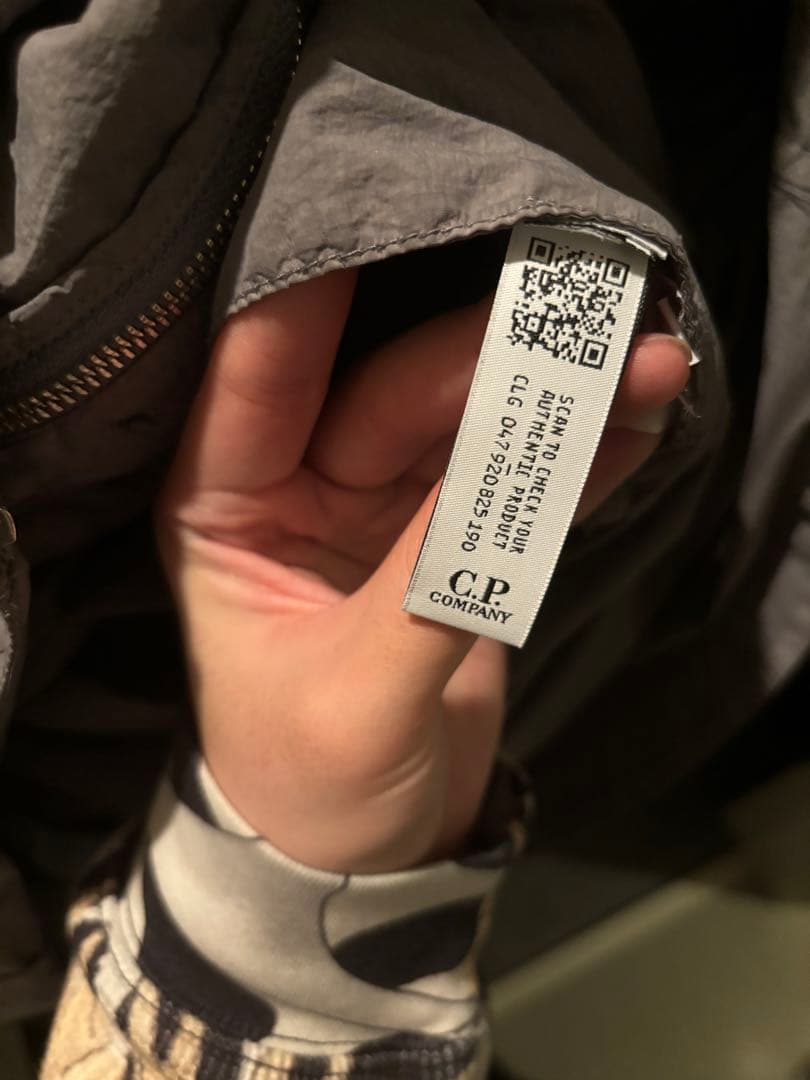 SCAN TO CHECK YOUR
AUTHENTIC PRODUCT
CLG 047 920 825 190
C.P.
COMPANY